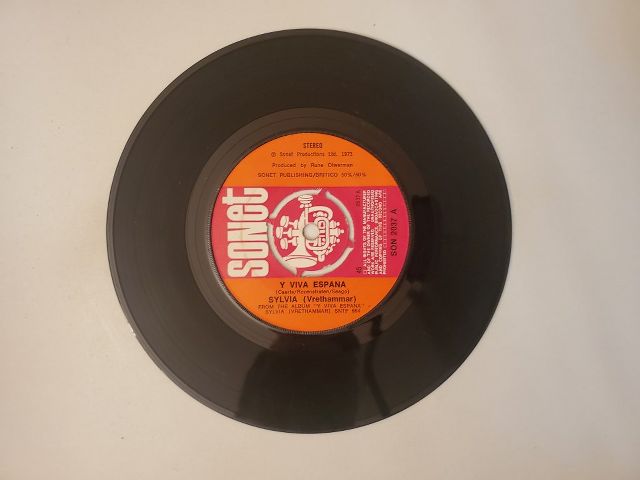 STEREO
℗ Sonet Productions Ltd. 1973
Produced by Rune Öfwerman
SONET PUBLISHING/BRITICO 50%/50%
sonet
45
SON 2037 A
Y VIVA ESPANA
(Caerts/Rozenstraten/Seago)
SYLVIA (Vrethammar)
FROM THE ALBUM "Y VIVA ESPANA" -
SYLVIA (VRETHAMMAR) SNTF 664